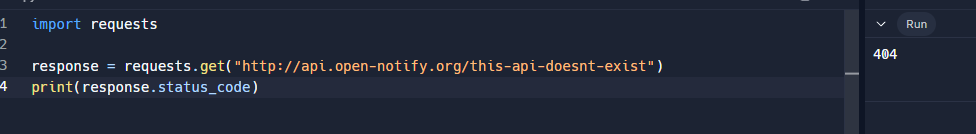 1 import requests
2
3 response = requests.get("http://api.open-notify.org/this-api-doesnt-exist")
4 print(response.status_code)
Run
404